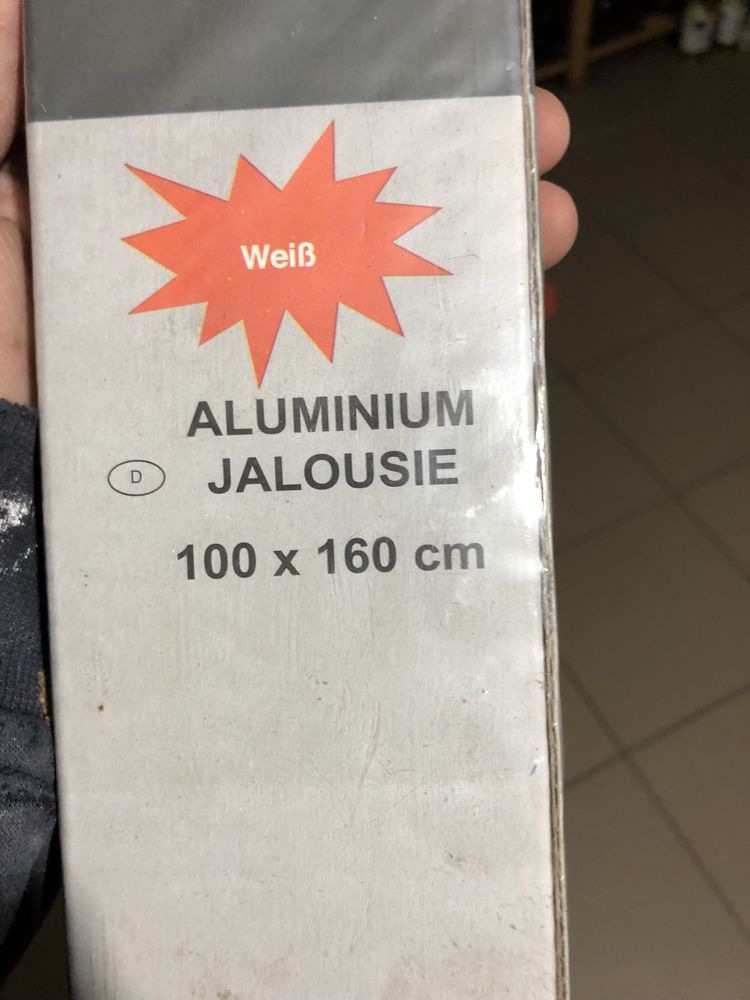 Weiß
ALUMINIUM
D JALOUSIE
100 x 160 cm